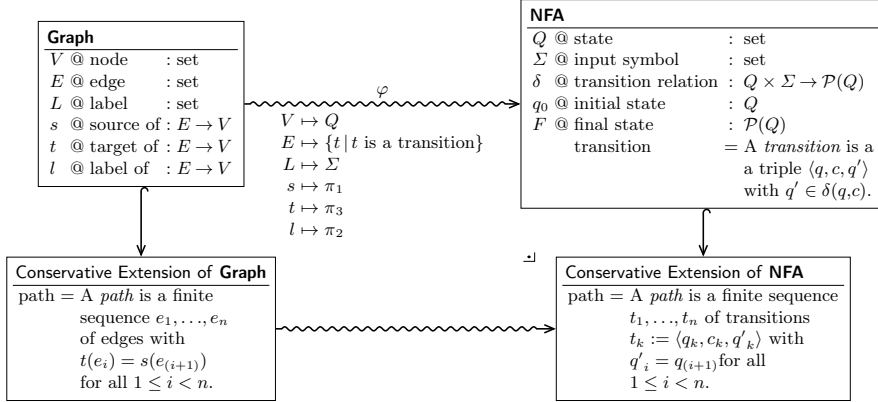 Graph
V @ node : set
E @ edge : set
L @ label : set
s @ source of : E → V
t @ target of : E → V
l @ label of : E → V
φ
V ↦ Q
E ↦ {t | t is a transition}
L ↦ Σ
s ↦ π₁
t ↦ π₃
l ↦ π₂
NFA
Q @ state : set
Σ @ input symbol : set
δ @ transition relation : Q × Σ → 𝒫(Q)
q₀ @ initial state : Q
F @ final state : 𝒫(Q)
transition = A transition is a
a triple ⟨q, c, q′⟩
with q′ ∈ δ(q,c).
Conservative Extension of Graph
path = A path is a finite
sequence e₁, …, eₙ
of edges with
t(eᵢ) = s(e₍ᵢ₊₁₎)
for all 1 ≤ i < n.
Conservative Extension of NFA
path = A path is a finite sequence
t₁, …, tₙ of transitions
tₖ := ⟨qₖ, cₖ, q′ₖ⟩ with
q′ᵢ = q₍ᵢ₊₁₎for all
1 ≤ i < n.